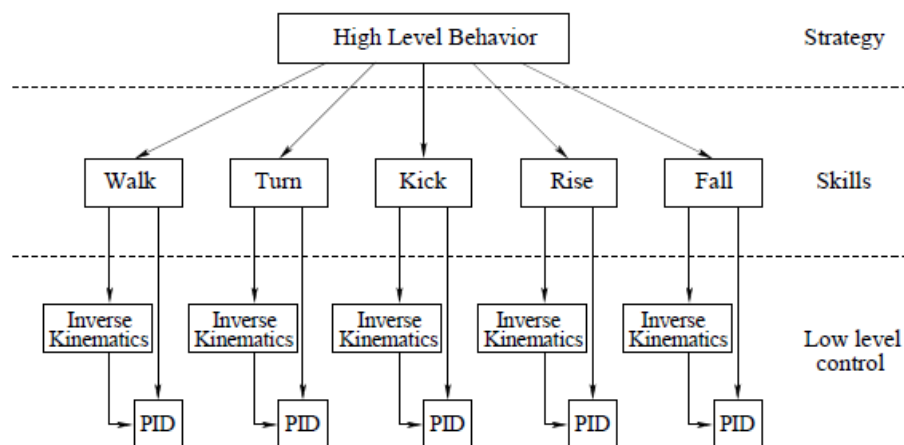 High Level Behavior
Strategy
Walk
Turn
Kick
Rise
Fall
Skills
Inverse
Kinematics
Inverse
Kinematics
Inverse
Kinematics
Inverse
Kinematics
Inverse
Kinematics
Low level
control
PID
PID
PID
PID
PID